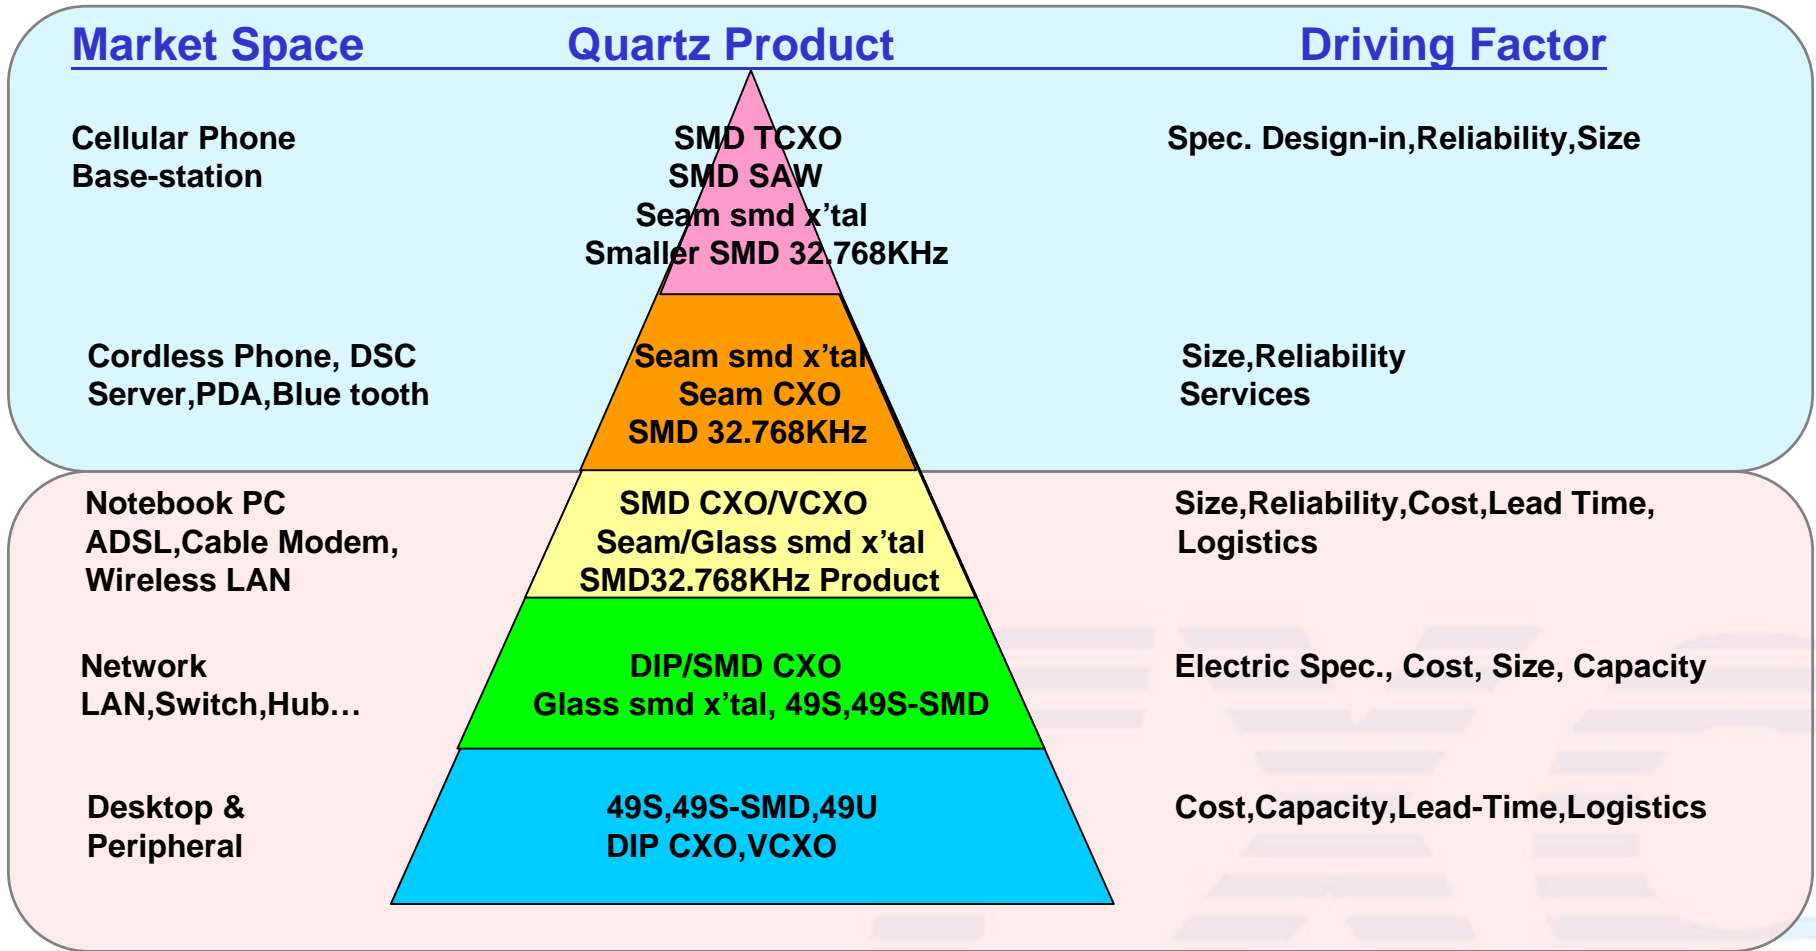 Market Space Quartz Product Driving Factor
Cellular Phone SMD TCXO Spec. Design-in,Reliability,Size
Base-station SMD SAW
Seam smd x’tal
Smaller SMD 32.768KHz
Cordless Phone, DSC Seam smd x’tal Size,Reliability
Server,PDA,Blue tooth Seam CXO Services
SMD 32.768KHz
Notebook PC SMD CXO/VCXO Size,Reliability,Cost,Lead Time,
ADSL,Cable Modem, Seam/Glass smd x’tal Logistics
Wireless LAN SMD32.768KHz Product
Network DIP/SMD CXO Electric Spec., Cost, Size, Capacity
LAN,Switch,Hub… Glass smd x’tal, 49S,49S-SMD
Desktop & 49S,49S-SMD,49U Cost,Capacity,Lead-Time,Logistics
Peripheral DIP CXO,VCXO
TXC